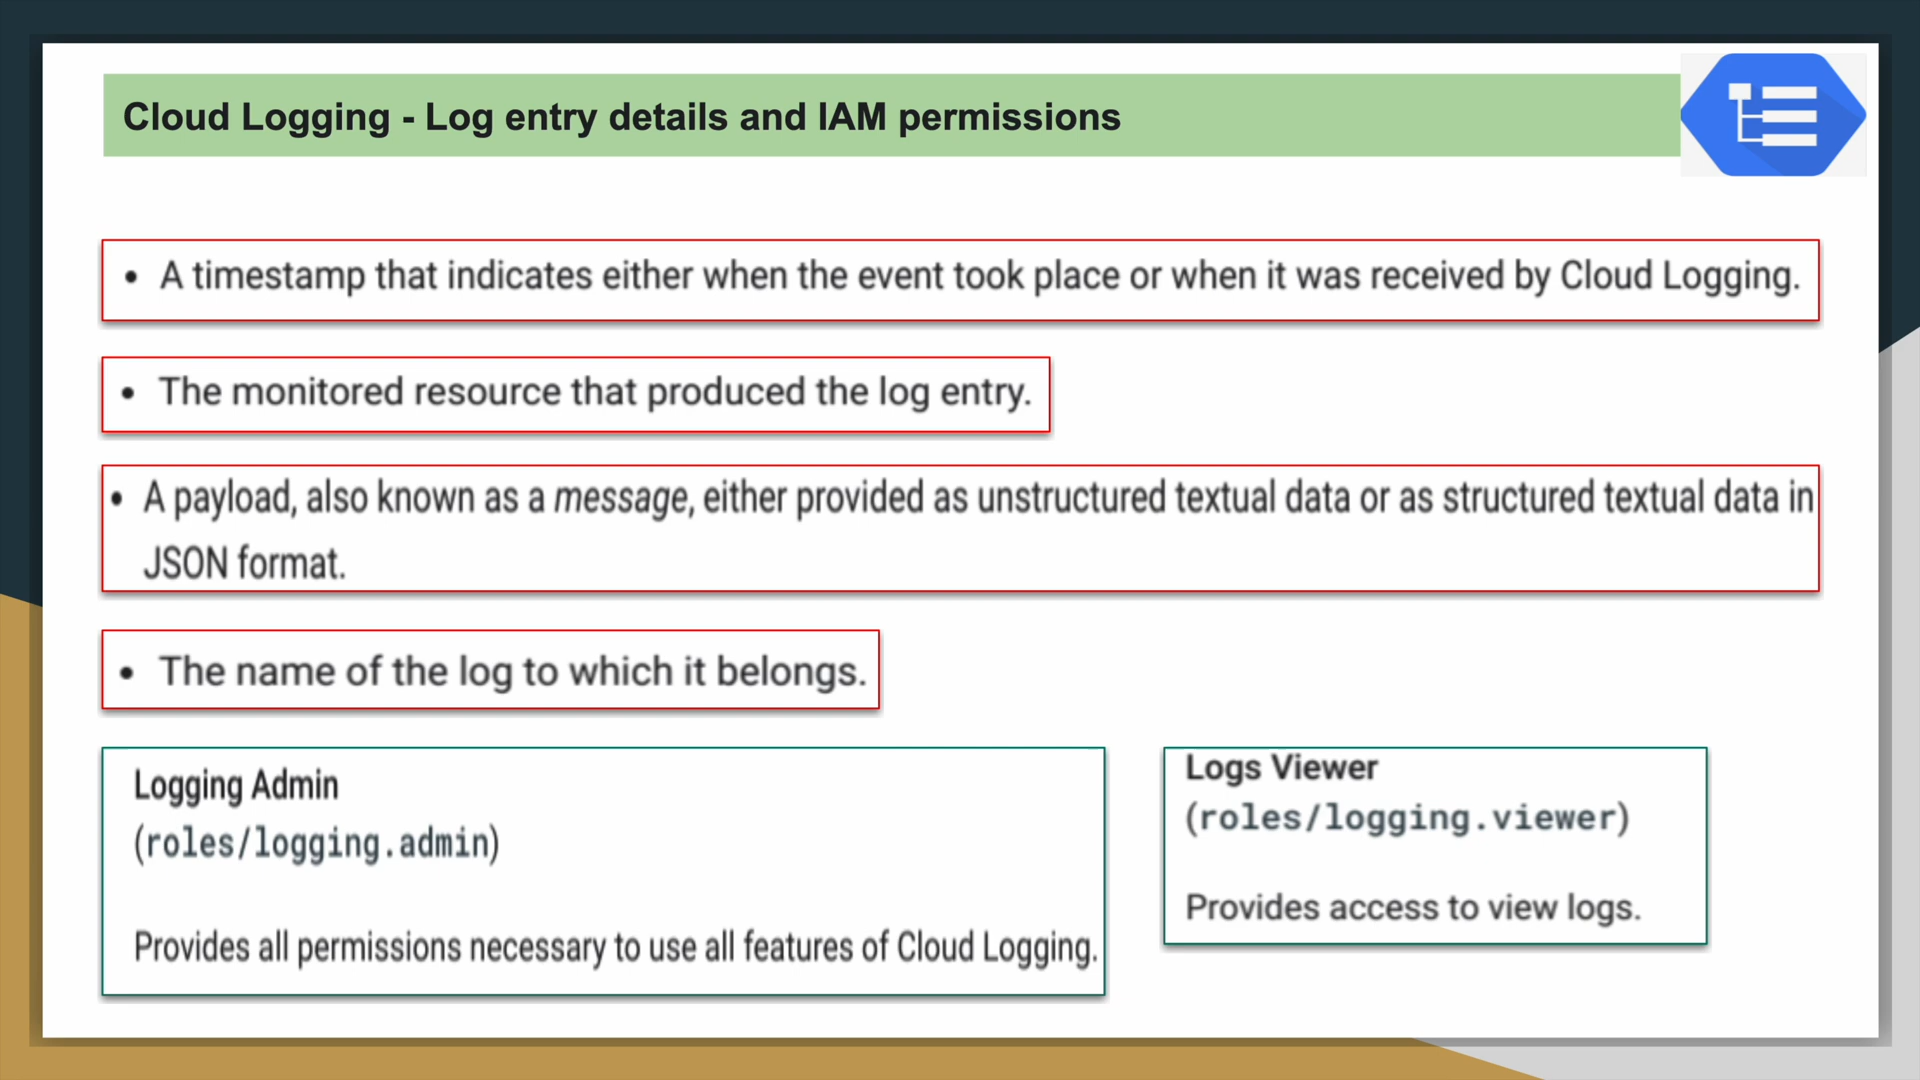 Cloud Logging - Log entry details and IAM permissions
• A timestamp that indicates either when the event took place or when it was received by Cloud Logging.
• The monitored resource that produced the log entry.
• A payload, also known as a message, either provided as unstructured textual data or as structured textual data in
JSON format.
• The name of the log to which it belongs.
Logging Admin
(roles/logging.admin)
Provides all permissions necessary to use all features of Cloud Logging.
Logs Viewer
(roles/logging.viewer)
Provides access to view logs.